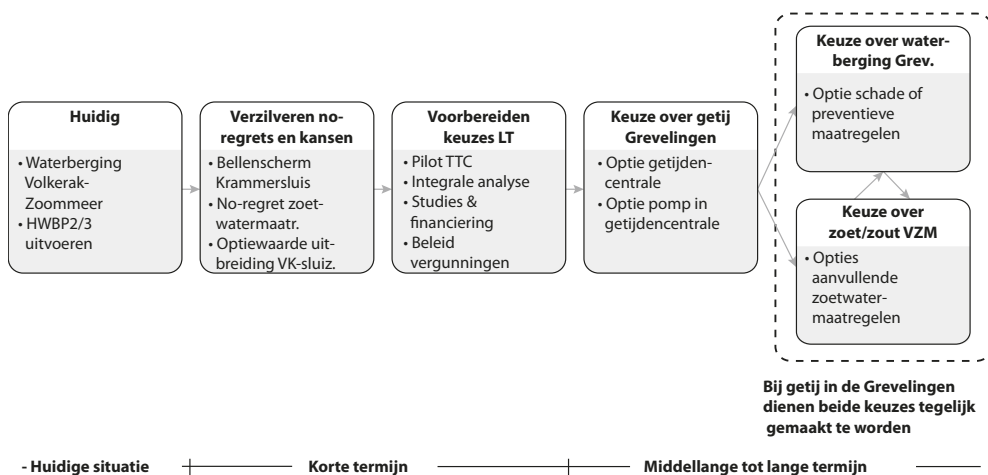 Huidig
• Waterberging
Volkerak-
Zoommeer
• HWBP2/3
uitvoeren
Verzilveren no-
regrets en kansen
• Bellenscherm
Krammersluis
• No-regret zoet-
watermaatr.
• Optiewaarde uit-
breiding VK-sluiz.
Voorbereiden
keuzes LT
• Pilot TTC
• Integrale analyse
• Studies &
financiering
• Beleid
vergunningen
Keuze over getij
Grevelingen
• Optie getijden-
centrale
• Optie pomp in
getijdencentrale
Keuze over water-
berging Grev.
• Optie schade of
preventieve
maatregelen
Keuze over
zoet/zout VZM
• Opties
aanvullende
zoetwater-
maatregelen
Bij getij in de Grevelingen
dienen beide keuzes tegelijk
gemaakt te worden
- Huidige situatie
Korte termijn
Middellange tot lange termijn